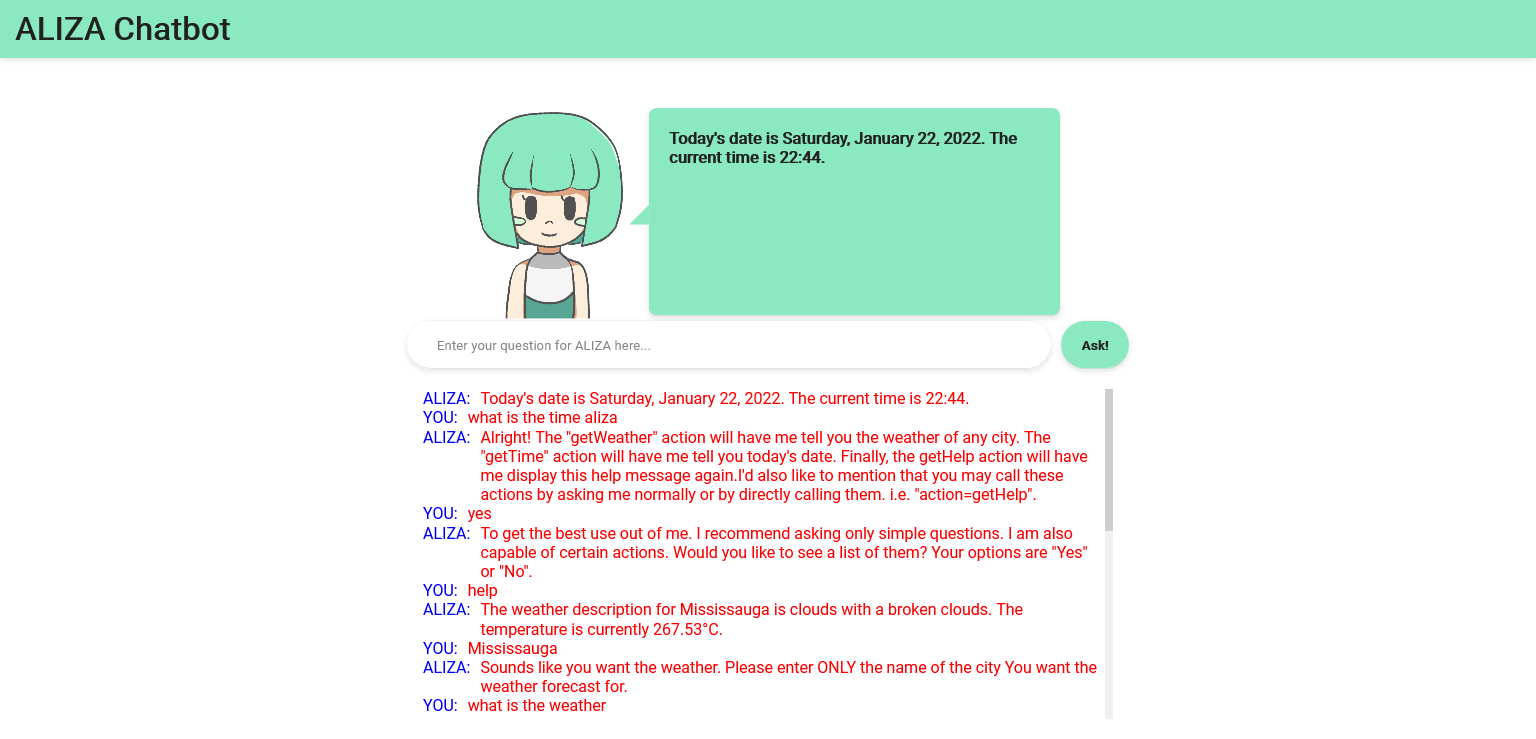 ALIZA Chatbot
Today's date is Saturday, January 22, 2022. The
current time is 22:44.
Enter your question for ALIZA here...
Ask!
ALIZA: Today's date is Saturday, January 22, 2022. The current time is 22:44.
YOU: what is the time aliza
ALIZA: Alright! The "getWeather" action will have me tell you the weather of any city. The
"getTime" action will have me tell you today's date. Finally, the getHelp action will have
me display this help message again.I'd also like to mention that you may call these
actions by asking me normally or by directly calling them. i.e. "action=getHelp".
YOU: yes
ALIZA: To get the best use out of me. I recommend asking only simple questions. I am also
capable of certain actions. Would you like to see a list of them? Your options are "Yes"
or "No".
YOU: help
ALIZA: The weather description for Mississauga is clouds with a broken clouds. The
temperature is currently 267.53°C.
YOU: Mississauga
ALIZA: Sounds like you want the weather. Please enter ONLY the name of the city You want the
weather forecast for.
YOU: what is the weather